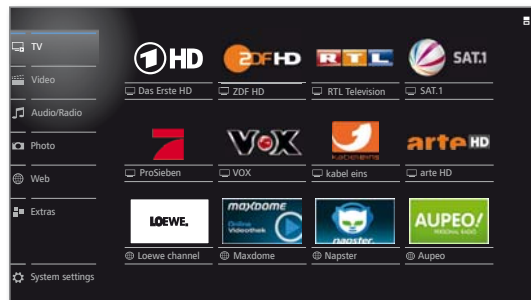 TV
Video
Audio/Radio
Photo
Web
Extras
System settings
1 HD
ZDF HD
RTL
SAT.1
Das Erste HD
ZDF HD
RTL Television
SAT.1
7
VOX
kabel eins
arte HD
ProSieben
VOX
kabel eins
arte HD
LOEWE.
maxdome
Online
Videothek
napster.
AUPEO!
PERSONAL RADIO
Loewe channel
Maxdome
Napster
Aupeo